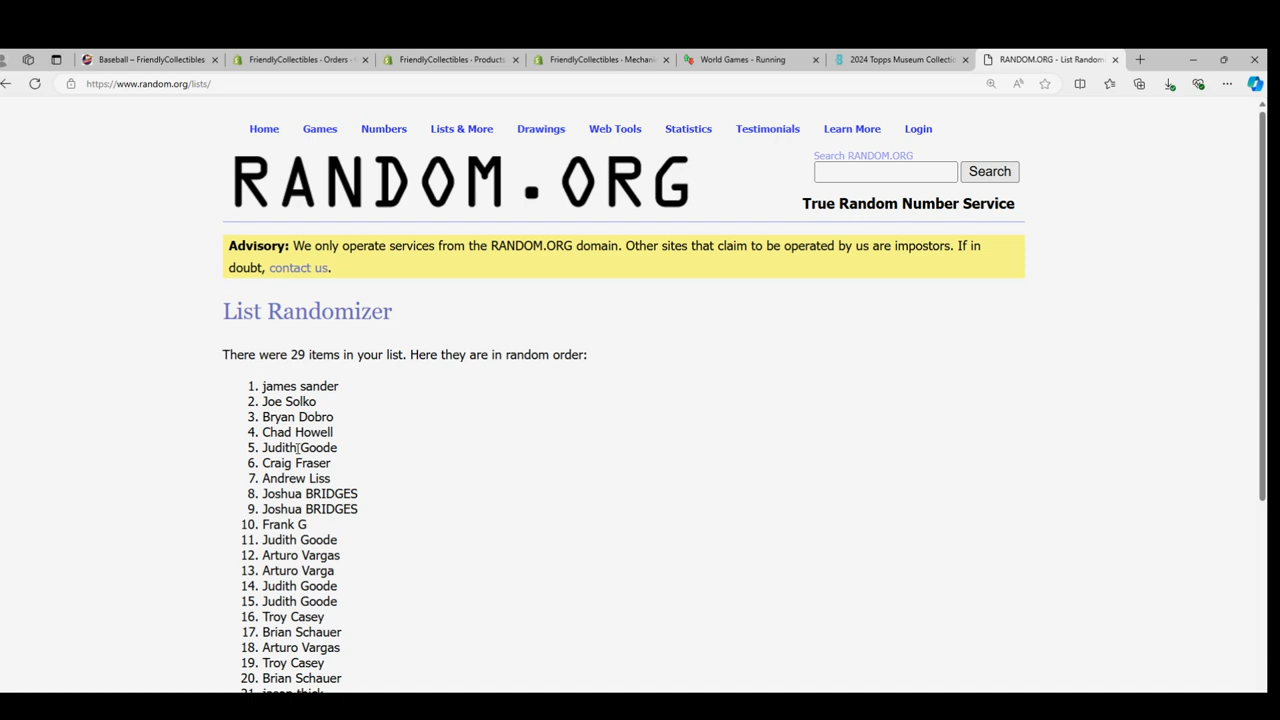 Baseball – FriendlyCollectibles
FriendlyCollectibles · Orders ·
FriendlyCollectibles · Products
FriendlyCollectibles · Mechani
World Games - Running
2024 Topps Museum Collectic
RANDOM.ORG - List Random
https://www.random.org/lists/
Home Games Numbers Lists & More Drawings Web Tools Statistics Testimonials Learn More Login
RANDOM.ORG
Search RANDOM.ORG
Search
True Random Number Service
Advisory: We only operate services from the RANDOM.ORG domain. Other sites that claim to be operated by us are impostors. If in
doubt, contact us.
List Randomizer
There were 29 items in your list. Here they are in random order:
1. james sander
2. Joe Solko
3. Bryan Dobro
4. Chad Howell
5. Judith Goode
6. Craig Fraser
7. Andrew Liss
8. Joshua BRIDGES
9. Joshua BRIDGES
10. Frank G
11. Judith Goode
12. Arturo Vargas
13. Arturo Varga
14. Judith Goode
15. Judith Goode
16. Troy Casey
17. Brian Schauer
18. Arturo Vargas
19. Troy Casey
20. Brian Schauer